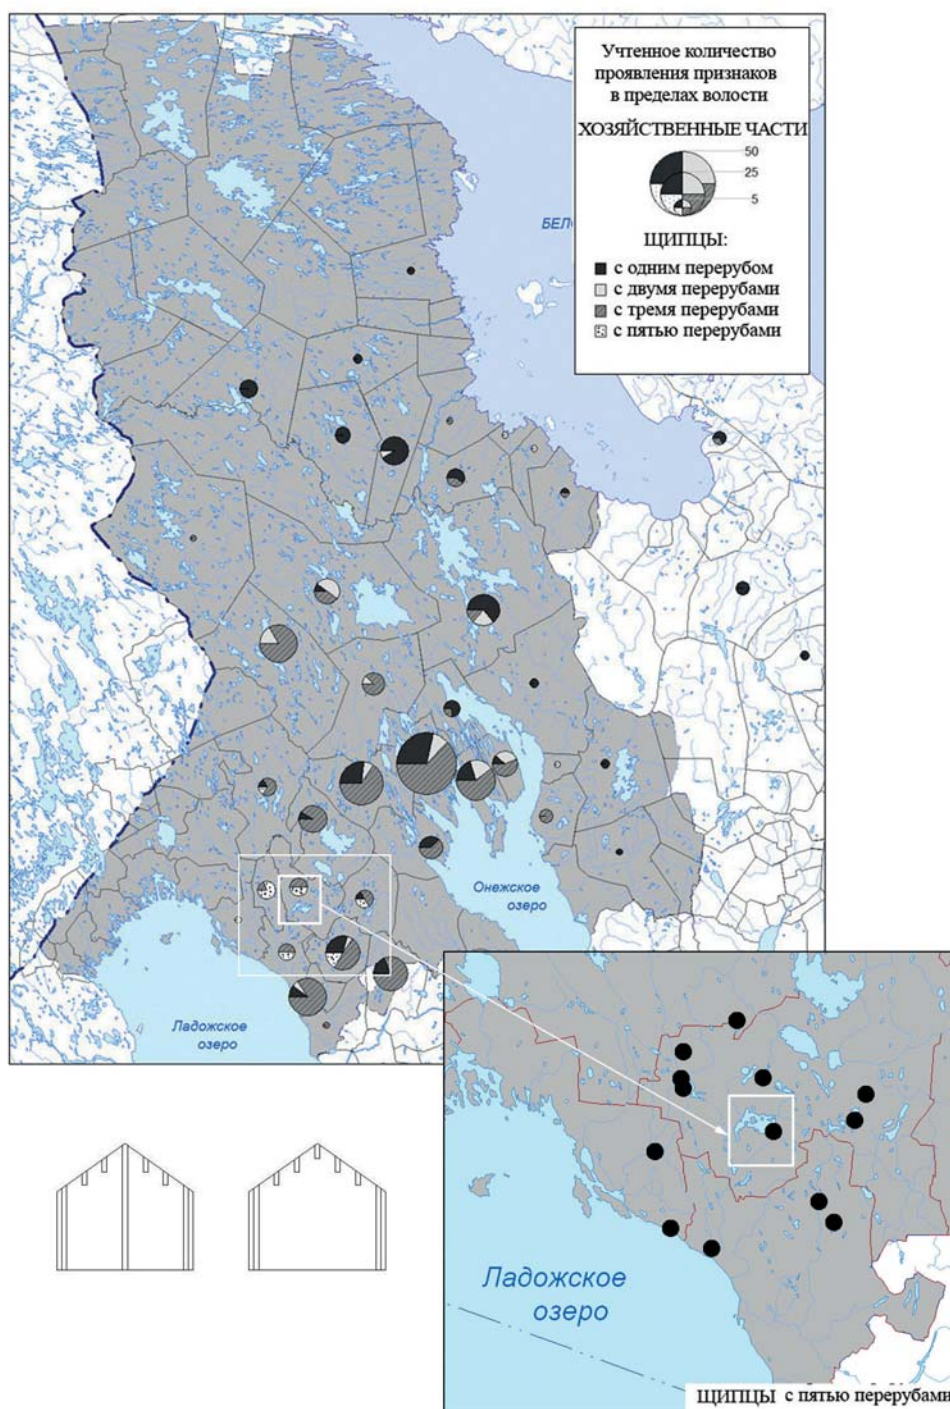 Учтенное количество
проявления признаков
в пределах волости
ХОЗЯЙСТВЕННЫЕ ЧАСТИ
50
25
5
ЩИПЦЫ:
с одним перерубом
с двумя перерубами
с тремя перерубами
с пятью перерубами
БЕЛ
Онежское
озеро
Ладожское
озеро
Ладожское
озеро
ЩИПЦЫ с пятью перерубами